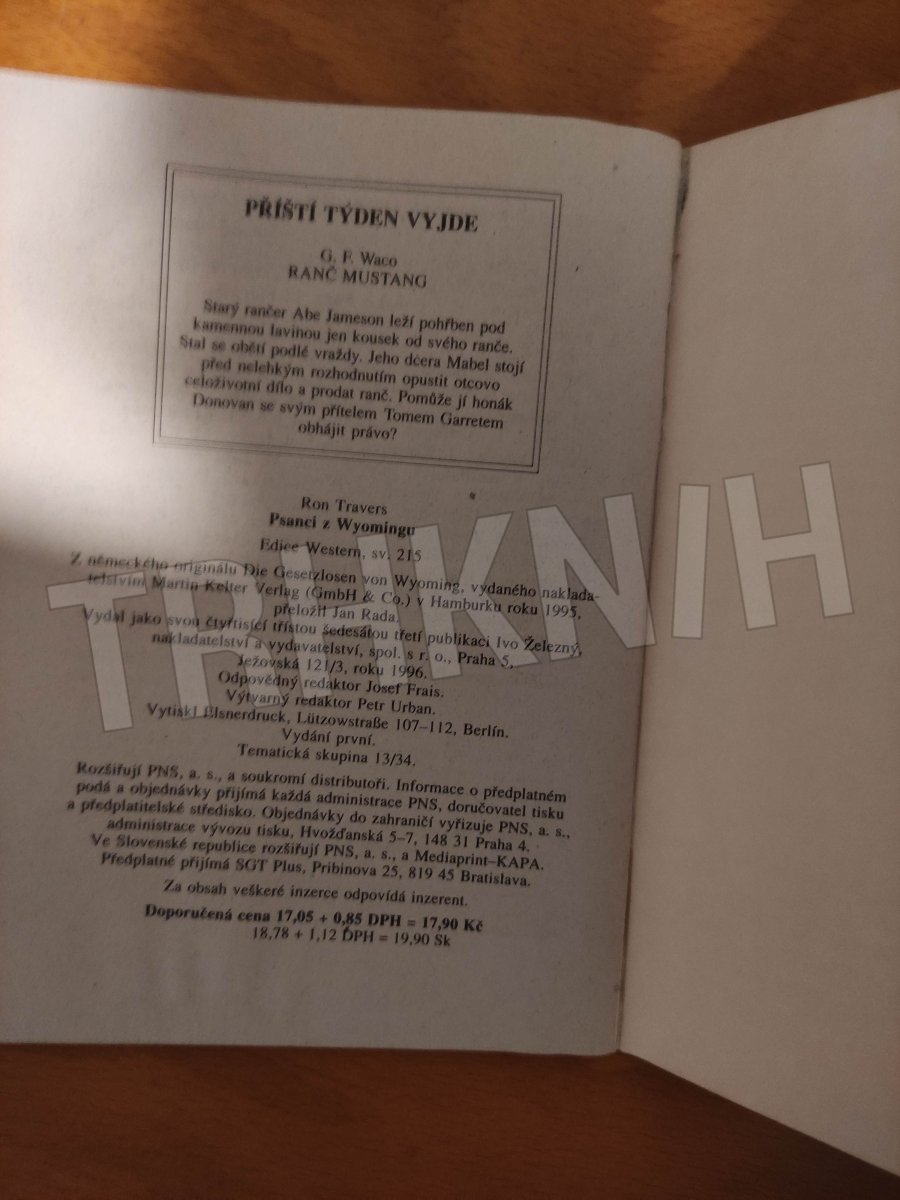 PŘÍŠTÍ TÝDEN VYJDE
G. F. Waco
RANČ MUSTANG
Starý rančer Abe Jameson leží pohřben pod
kamennou lavinou jen kousek od svého ranče.
Stal se obětí podlé vraždy. Jeho dcera Mabel stojí
před nelehkým rozhodnutím opustit otcovo
celoživotní dílo a prodat ranč. Pomůže jí honák
Donovan se svým přítelem Tomem Garretem
obhájit právo?
Ron Travers
Psanci z Wyomingu
Edice Western, sv. 215
Z německého originálu Die Gesetzlosen von Wyoming, vydaného naklada-
telstvím Martin Kelter Verlag (GmbH & Co.) v Hamburku roku 1995,
přeložil Jan Rada.
Vydal jako svou čtyřtisící třístou šedesátou třetí publikaci Ivo Železný,
nakladatelství a vydavatelství, spol. s r. o., Praha 5,
Ježovská 121/3, roku 1996.
Odpovědný redaktor Josef Frais.
Výtvarný redaktor Petr Urban.
Vytiskl Elsnerdruck, Lützowstraße 107–112, Berlín.
Vydání první.
Tematická skupina 13/34.
Rozšiřují PNS, a. s., a soukromí distributoři. Informace o předplatném
podá a objednávky přijímá každá administrace PNS, doručovatel tisku
a předplatitelské středisko. Objednávky do zahraničí vyřizuje PNS, a. s.,
administrace vývozu tisku, Hvožďanská 5–7, 148 31 Praha 4.
Ve Slovenské republice rozšiřují PNS, a. s., a Mediaprint–KAPA.
Předplatné přijímá SGT Plus, Pribinova 25, 819 45 Bratislava.
Za obsah veškeré inzerce odpovídá inzerent.
Doporučená cena 17,05 + 0,85 DPH = 17,90 Kč
18,78 + 1,12 DPH = 19,90 Sk